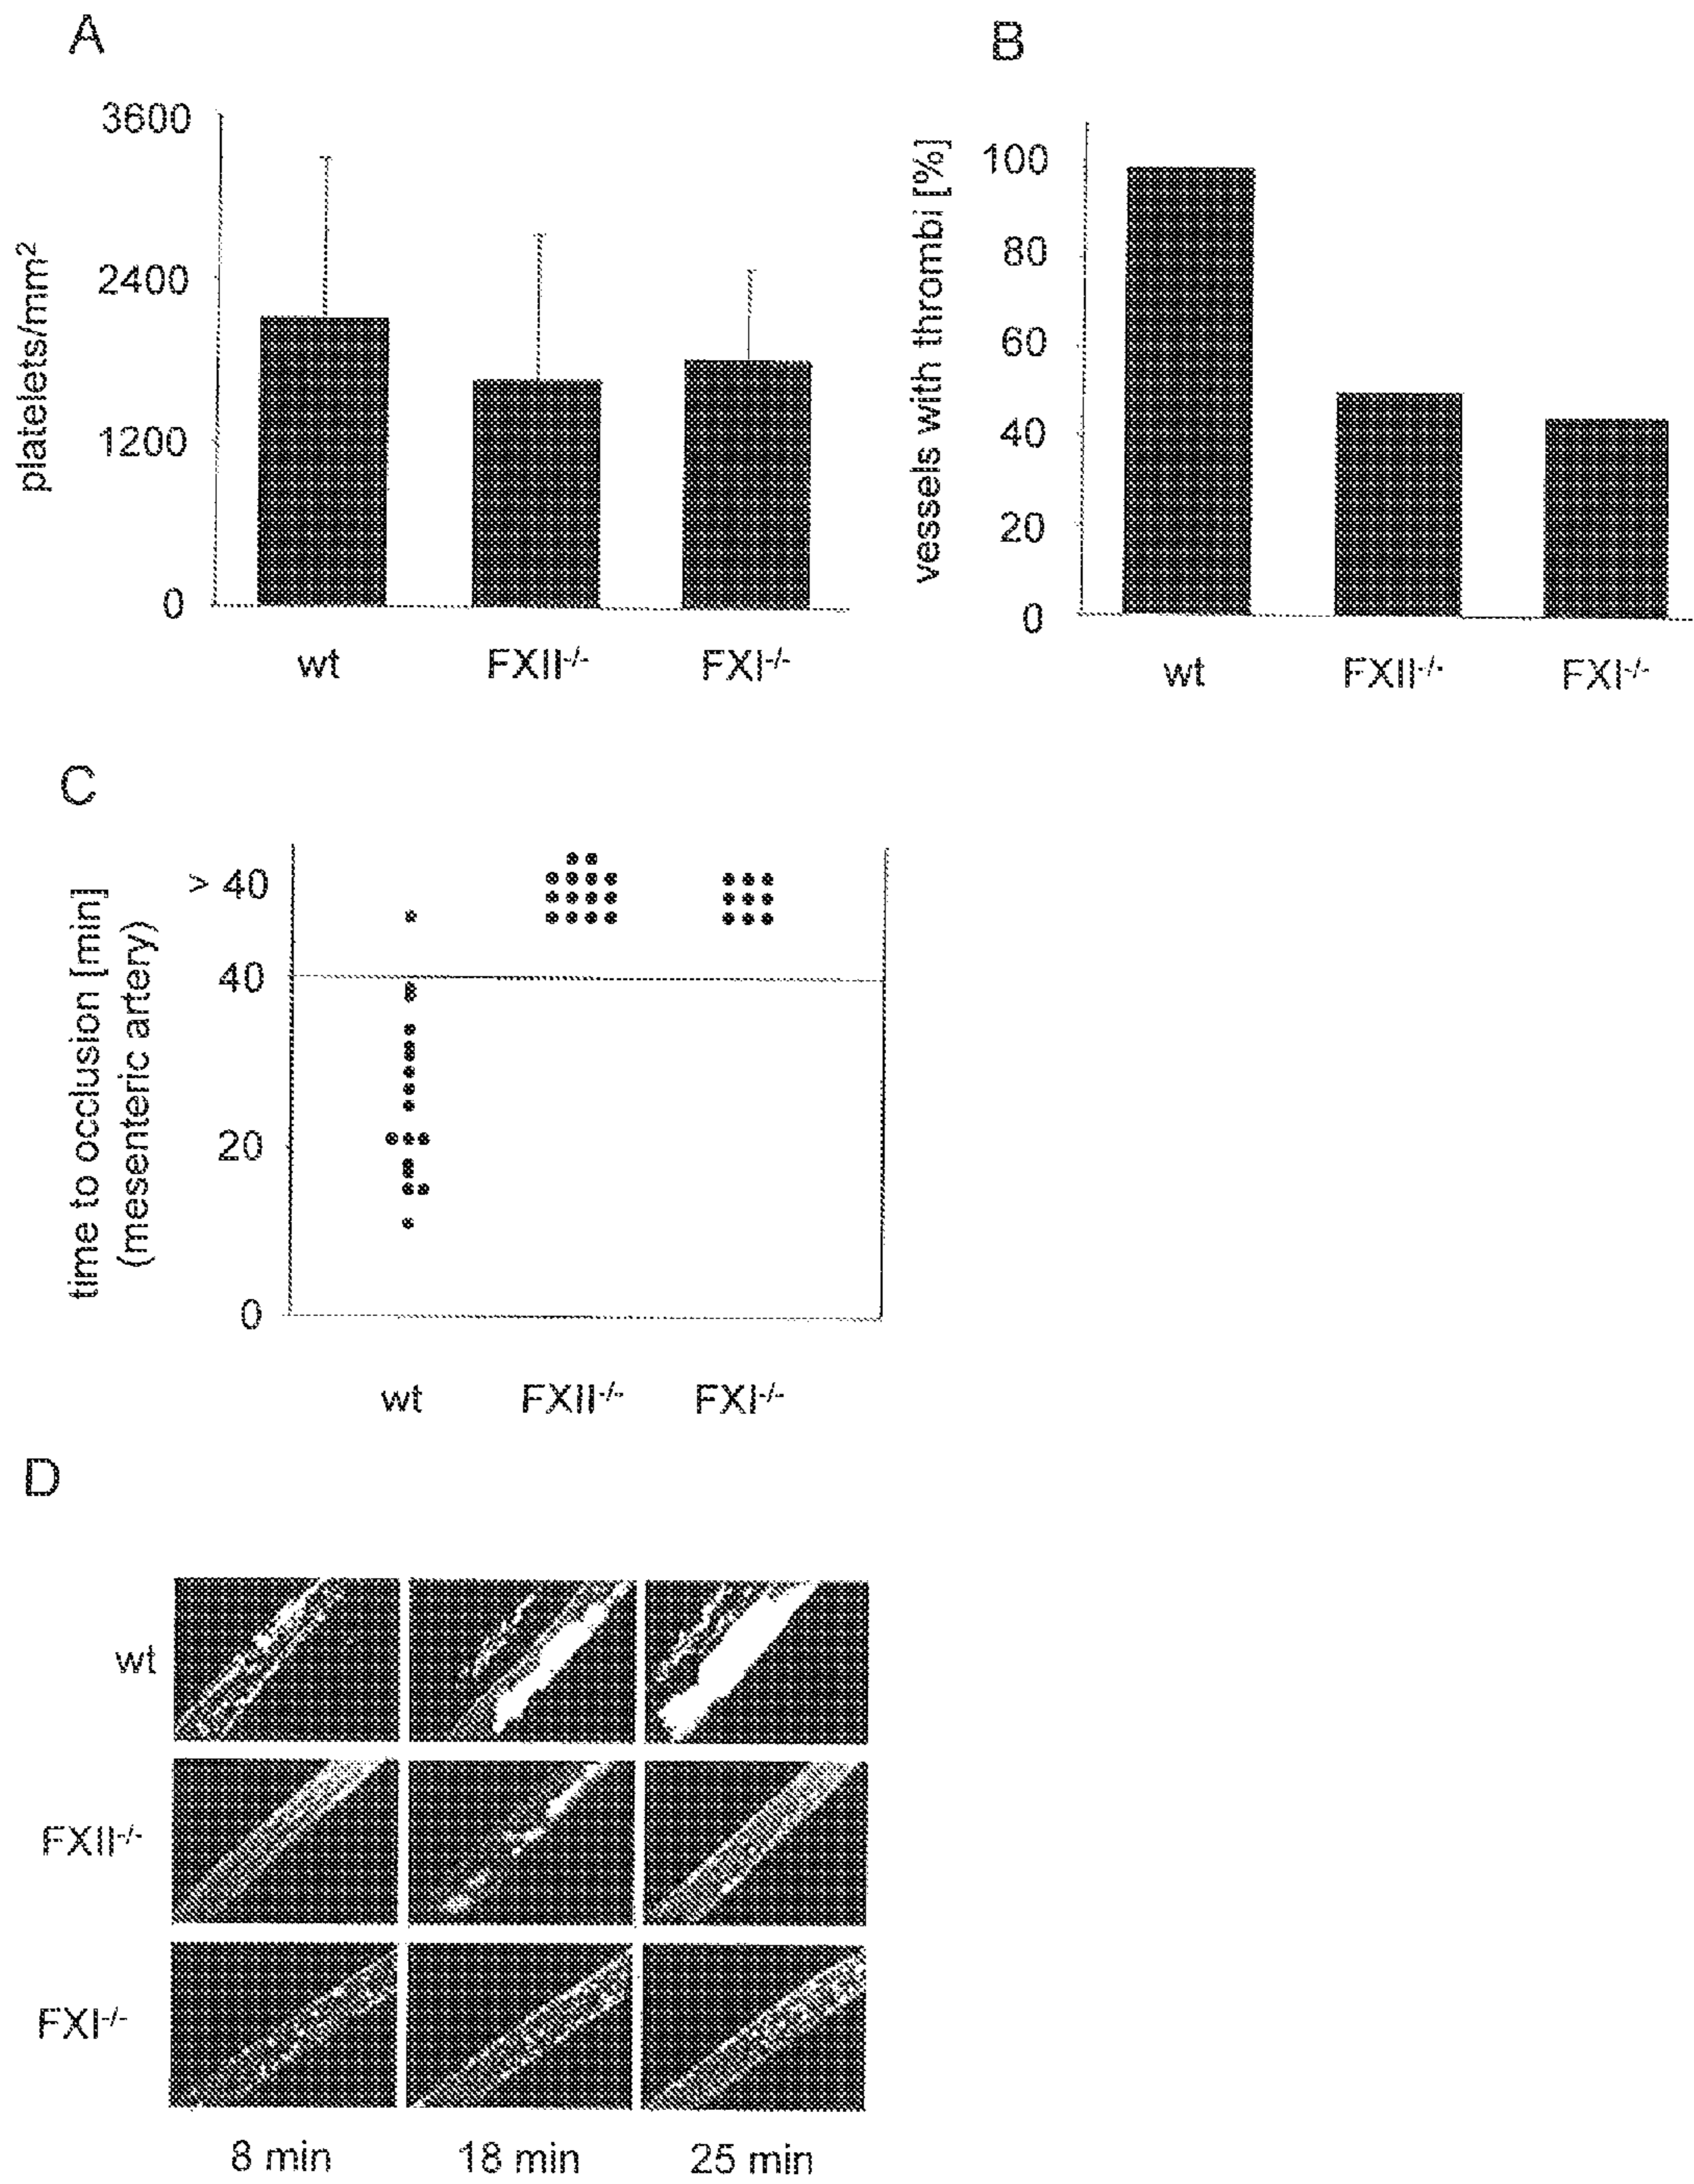 A
3600
2400
1200
0
platelets/mm²
wt
FXII-/-
FXI-/-
B
100
80
60
40
20
0
vessels with thrombi [%]
wt
FXII-/-
FXI-/-
C
> 40
40
20
0
time to occlusion [min]
(mesenteric artery)
wt
FXII-/-
FXI-/-
D
wt
FXII-/-
FXI-/-
8 min
18 min
25 min